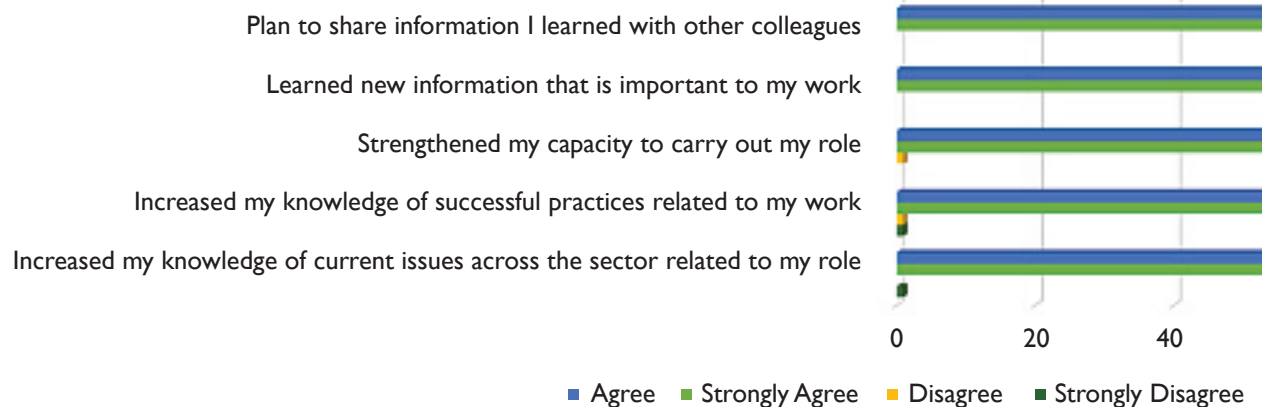 Plan to share information I learned with other colleagues
Learned new information that is important to my work
Strengthened my capacity to carry out my role
Increased my knowledge of successful practices related to my work
Increased my knowledge of current issues across the sector related to my role
0 20 40
Agree Strongly Agree Disagree Strongly Disagree